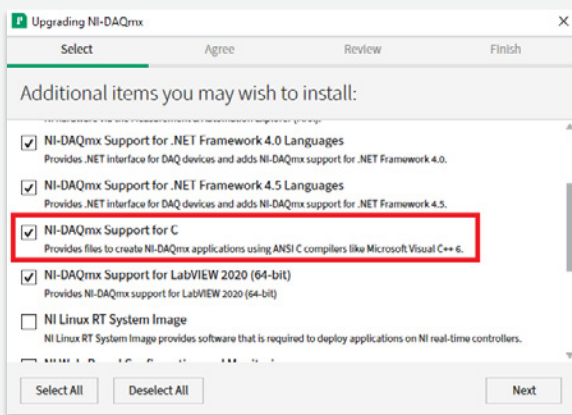 Upgrading NI-DAQmx
Select Agree Review Finish
Additional items you may wish to install:
NI-DAQmx Support for .NET Framework 4.0 Languages
Provides .NET interface for DAQ devices and adds NI-DAQmx support for .NET Framework 4.0.
NI-DAQmx Support for .NET Framework 4.5 Languages
Provides .NET interface for DAQ devices and adds NI-DAQmx support for .NET Framework 4.5.
NI-DAQmx Support for C
Provides files to create NI-DAQmx applications using ANSI C compilers like Microsoft Visual C++ 6.
NI-DAQmx Support for LabVIEW 2020 (64-bit)
Provides NI-DAQmx support for LabVIEW 2020 (64-bit)
NI Linux RT System Image
NI Linux RT System Image provides software that is required to deploy applications on NI real-time controllers.
Select All Deselect All Next